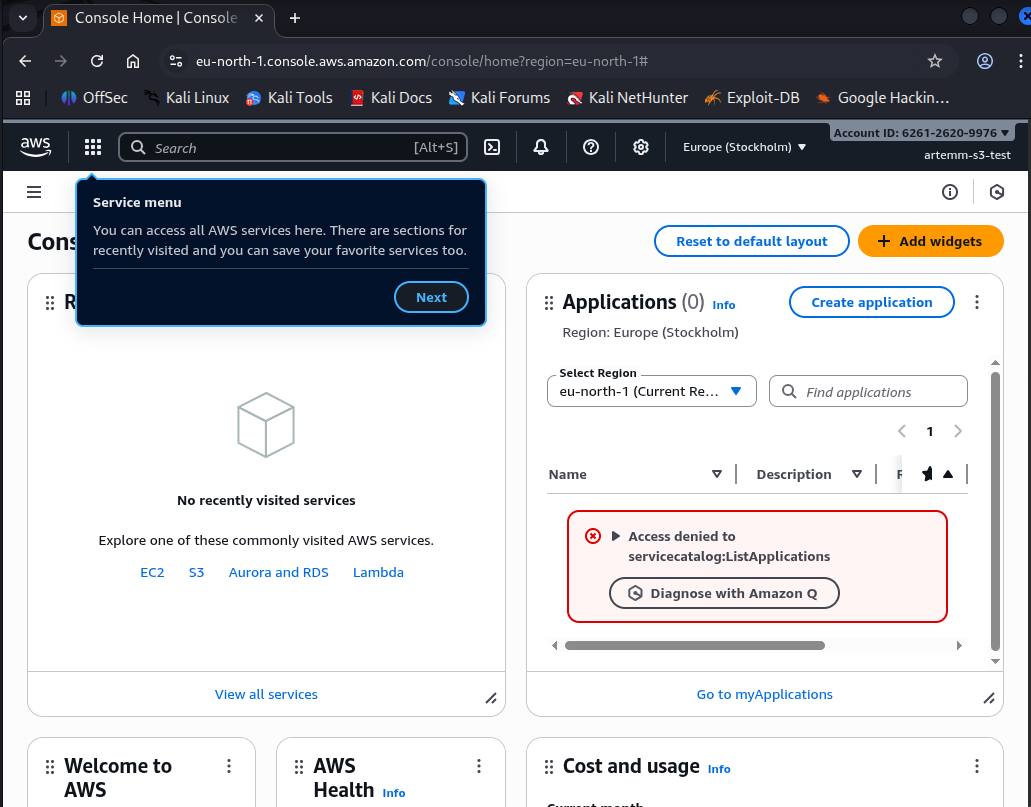 Console Home | Console
eu-north-1.console.aws.amazon.com/console/home?region=eu-north-1#
OffSec
Kali Linux
Kali Tools
Kali Docs
Kali Forums
Kali NetHunter
Exploit-DB
Google Hackin…
aws
Search
[Alt+S]
Europe (Stockholm)
Account ID: 6261-2620-9976
artemm-s3-test
Service menu
You can access all AWS services here. There are sections for
recently visited and you can save your favorite services too.
Next
Reset to default layout
Add widgets
No recently visited services
Explore one of these commonly visited AWS services.
EC2
S3
Aurora and RDS
Lambda
View all services
Applications (0) Info
Create application
Region: Europe (Stockholm)
Select Region
eu-north-1 (Current Re…
Find applications
1
Name
Description
Access denied to
servicecatalog:ListApplications
Diagnose with Amazon Q
Go to myApplications
Welcome to
AWS
AWS
Health Info
Cost and usage Info
Current month